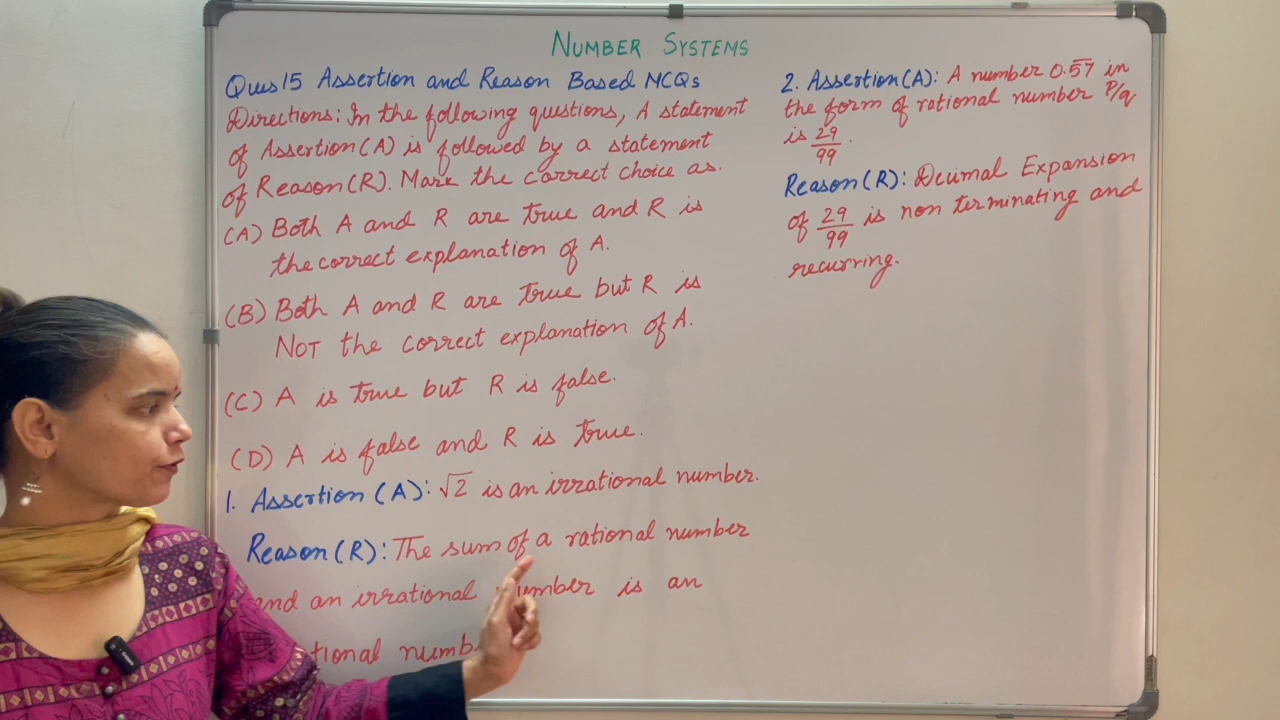 NUMBER SYSTEMS
Ques 15 Assertion and Reason Based MCQs
Directions: In the following questions, A statement
of Assertion (A) is followed by a statement
of Reason (R). Mark the correct choice as.
(A) Both A and R are true and R is
the correct explanation of A.
(B) Both A and R are true but R is
NOT the correct explanation of A.
(C) A is true but R is false.
(D) A is false and R is true.
1. Assertion (A): √2 is an irrational number.
Reason (R): The sum of a rational number
and an irrational number is an
2. Assertion (A): A number 0.5̅7̅ in
the form of rational number P/q
is 29/99.
Reason (R): Decimal Expansion
of 29/99 is non terminating and
recurring.